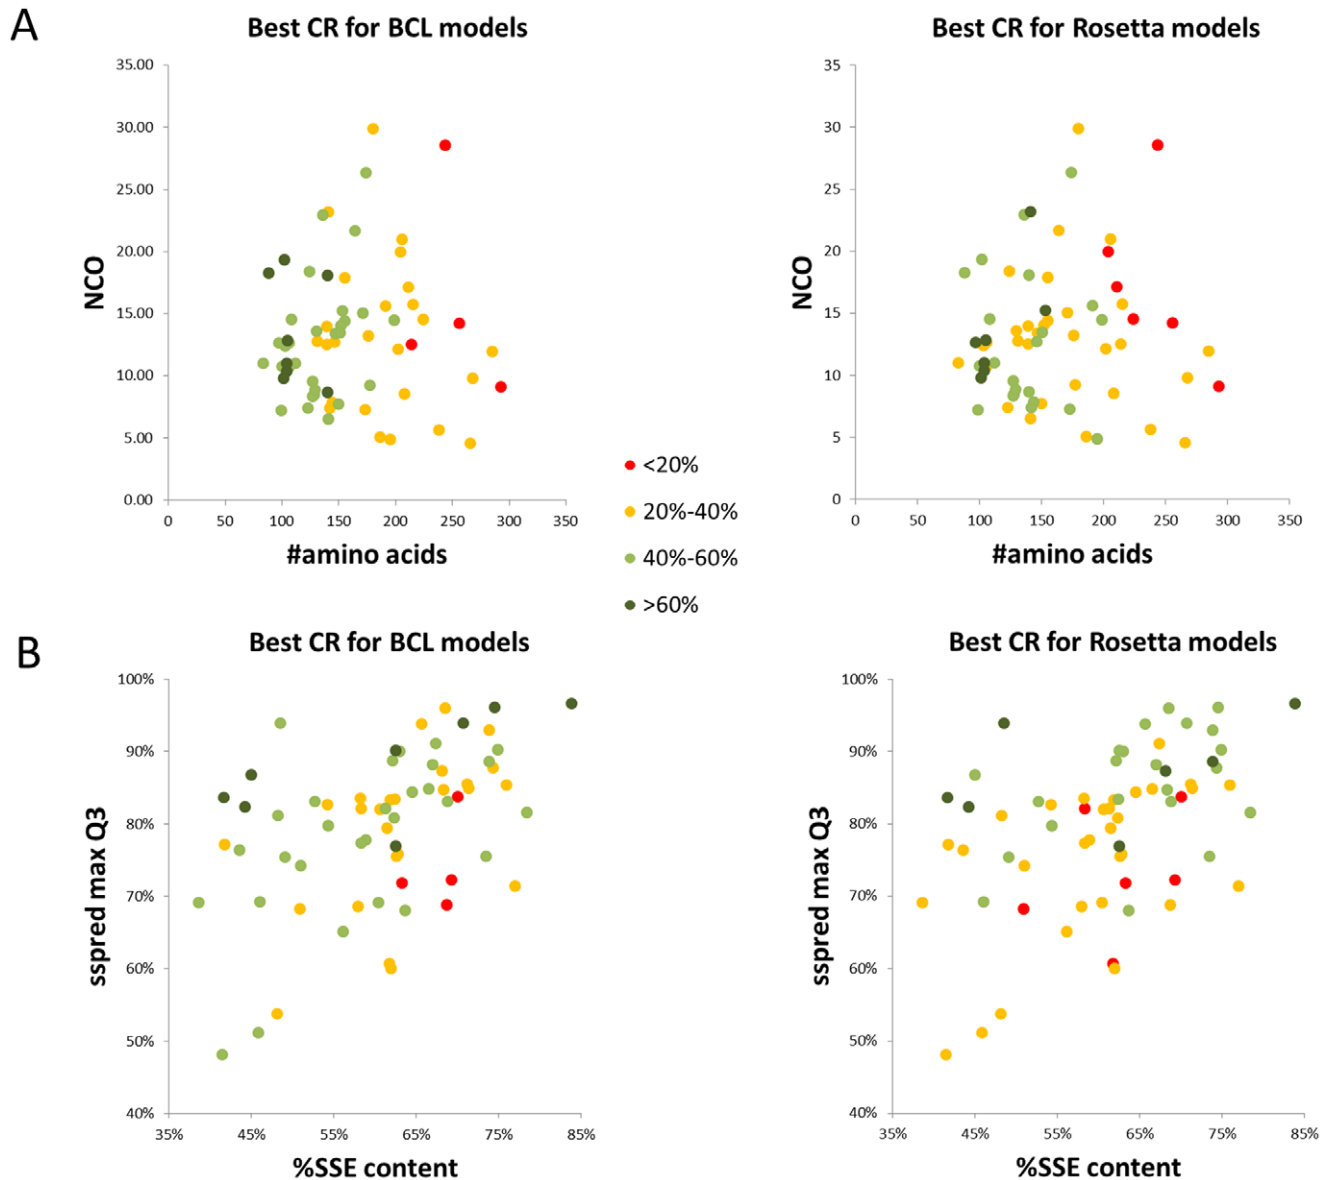 A
Best CR for BCL models
Best CR for Rosetta models
35.00
30.00
25.00
20.00
15.00
10.00
5.00
0.00
NCO
0 50 100 150 200 250 300 350
#amino acids
35
30
25
20
15
10
5
0
NCO
0 50 100 150 200 250 300 350
#amino acids
<20%
20%-40%
40%-60%
>60%
B
Best CR for BCL models
Best CR for Rosetta models
100%
90%
80%
70%
60%
50%
40%
sspred max Q3
35% 45% 55% 65% 75% 85%
%SSE content
100%
90%
80%
70%
60%
50%
40%
sspred max Q3
35% 45% 55% 65% 75% 85%
%SSE content